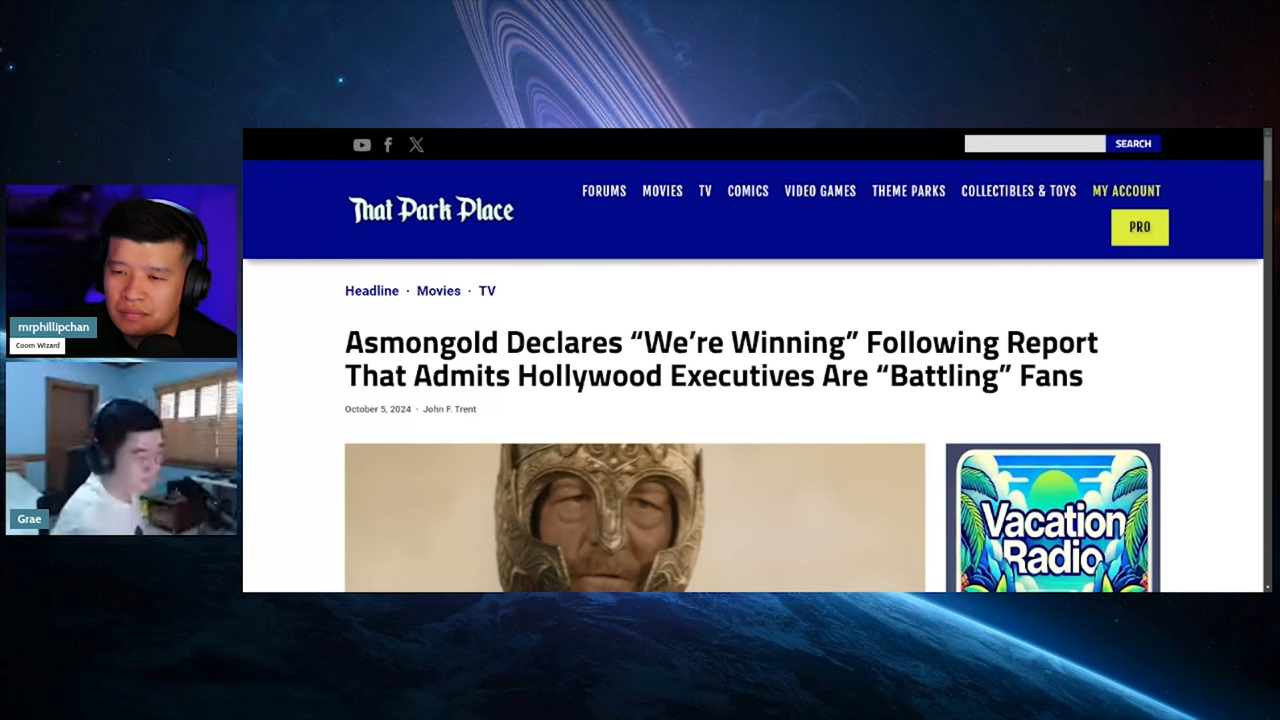 SEARCH
That Park Place
FORUMS MOVIES TV COMICS VIDEO GAMES THEME PARKS COLLECTIBLES & TOYS MY ACCOUNT
PRO
Headline · Movies · TV
Asmongold Declares “We’re Winning” Following Report
That Admits Hollywood Executives Are “Battling” Fans
October 5, 2024 · John F. Trent
mrphillipchan
Coom Wizard
Grae
Vacation
Radio